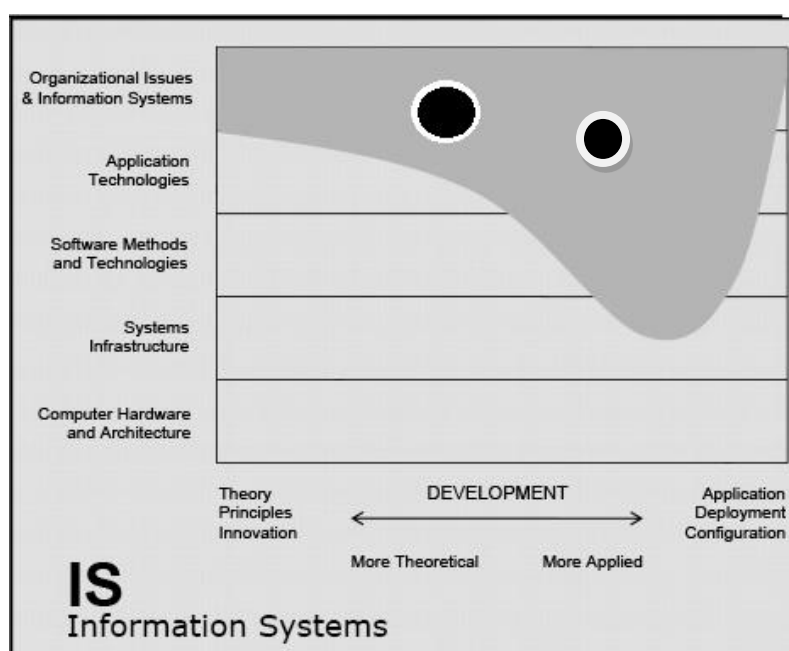 Organizational Issues
& Information Systems
Application
Technologies
Software Methods
and Technologies
Systems
Infrastructure
Computer Hardware
and Architecture
Theory
Principles
Innovation
DEVELOPMENT
More Theoretical
More Applied
Application
Deployment
Configuration
IS
Information Systems